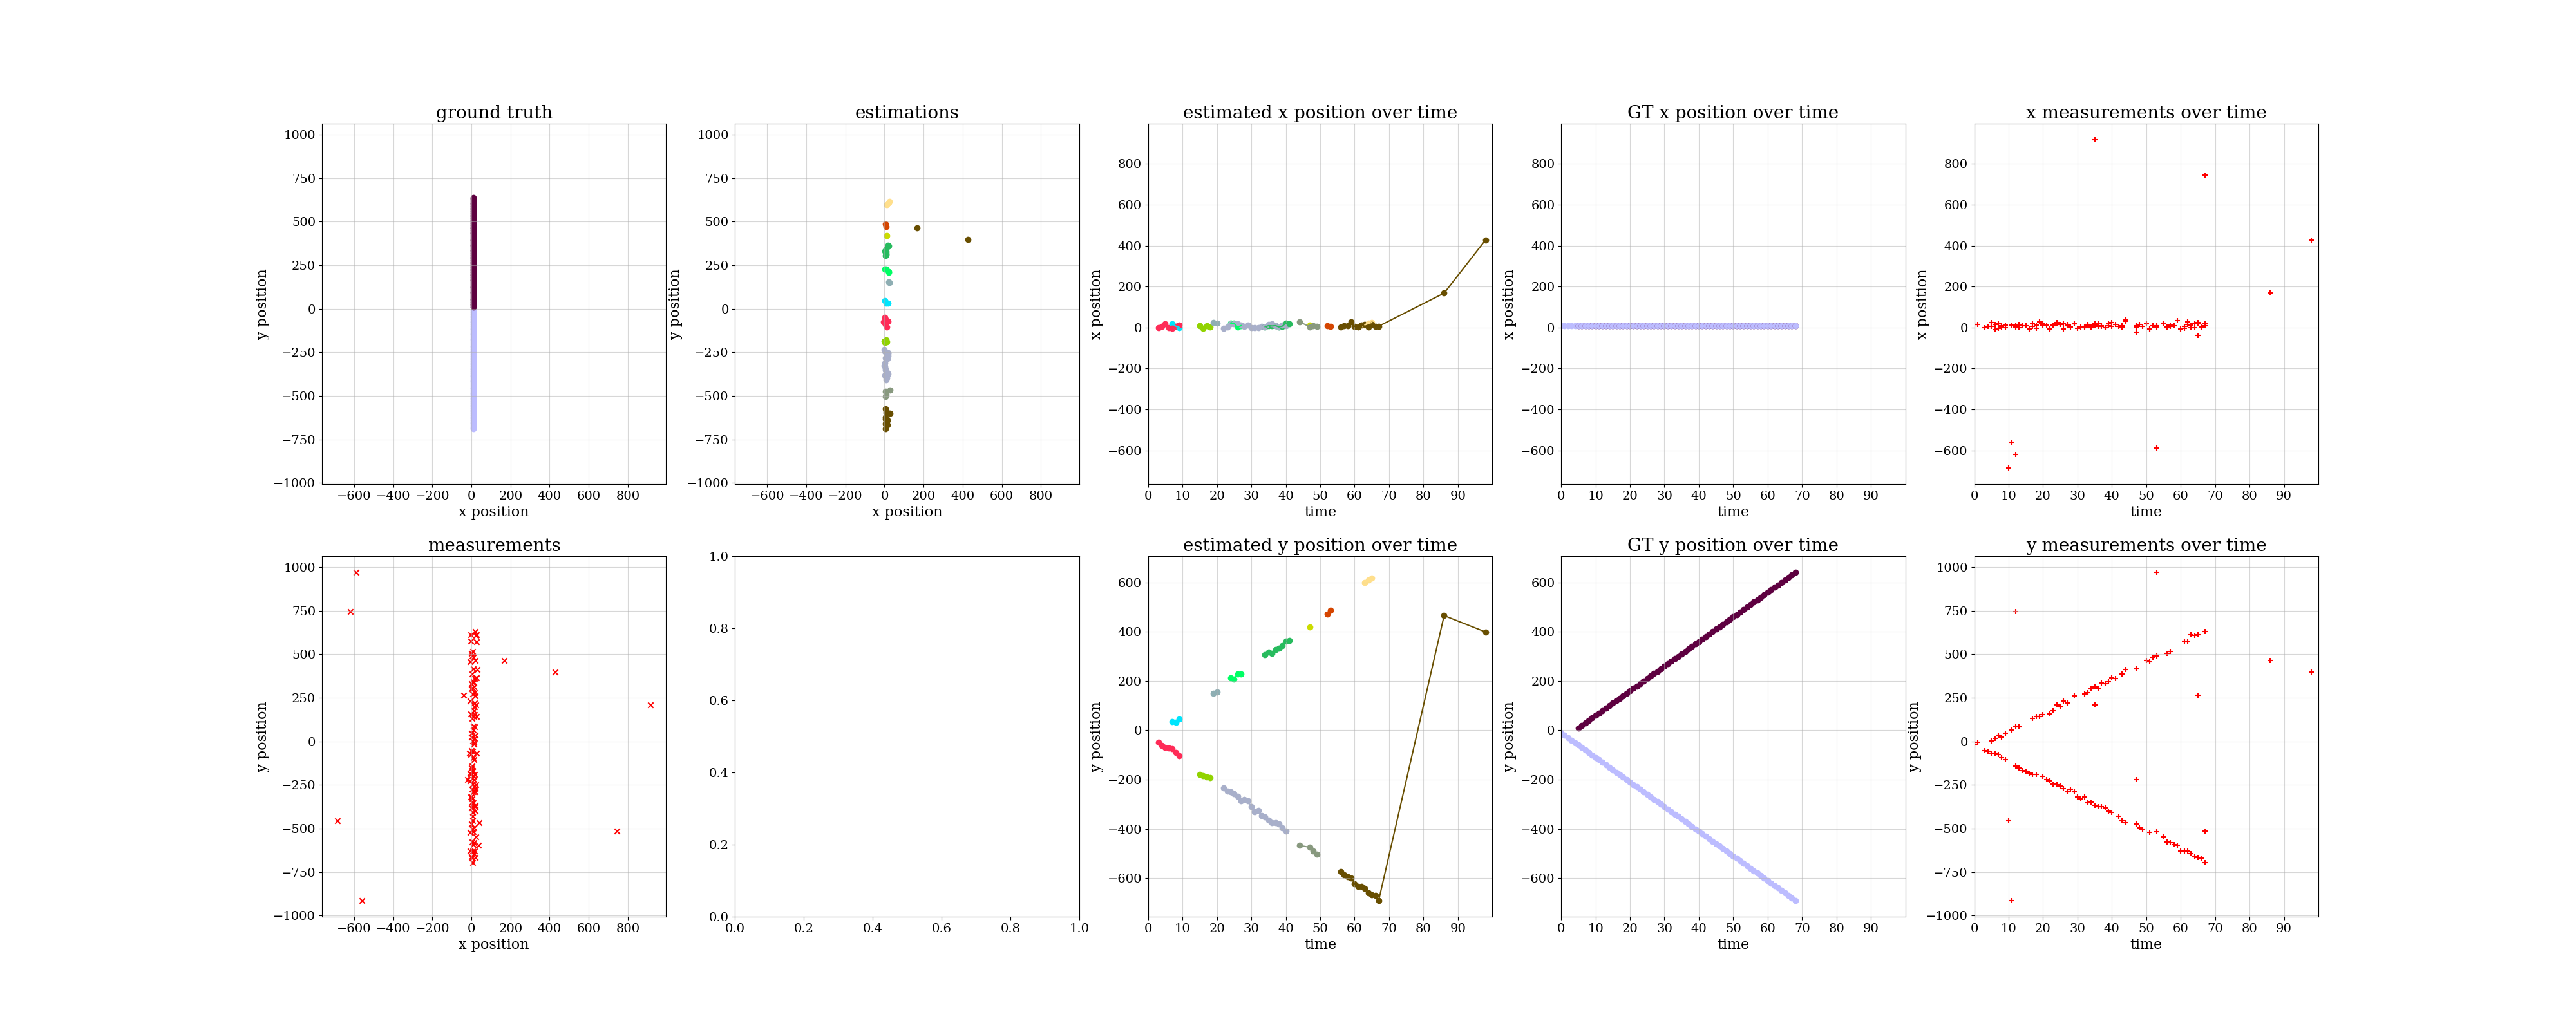 ground truth
estimations
estimated x position over time
GT x position over time
x measurements over time
1000
750
500
250
0
−250
−500
−750
−1000
y position
−600 −400 −200 0 200 400 600 800
x position
1000
750
500
250
0
−250
−500
−750
−1000
y position
−600 −400 −200 0 200 400 600 800
x position
800
600
400
200
0
−200
−400
−600
x position
0 10 20 30 40 50 60 70 80 90
time
800
600
400
200
0
−200
−400
−600
x position
0 10 20 30 40 50 60 70 80 90
time
800
600
400
200
0
−200
−400
−600
x position
0 10 20 30 40 50 60 70 80 90
time
measurements
estimated y position over time
GT y position over time
y measurements over time
1000
750
500
250
0
−250
−500
−750
−1000
y position
−600 −400 −200 0 200 400 600 800
x position
1.0
0.8
0.6
0.4
0.2
0.0
0.0 0.2 0.4 0.6 0.8 1.0
600
400
200
0
−200
−400
−600
y position
0 10 20 30 40 50 60 70 80 90
time
600
400
200
0
−200
−400
−600
y position
0 10 20 30 40 50 60 70 80 90
time
1000
750
500
250
0
−250
−500
−750
−1000
y position
0 10 20 30 40 50 60 70 80 90
time